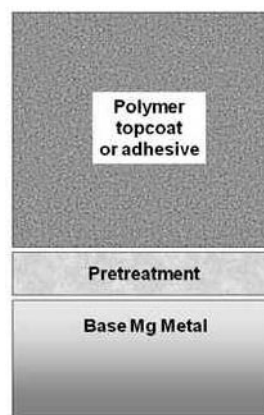 Polymer
topcoat
or adhesive
Pretreatment
Base Mg Metal